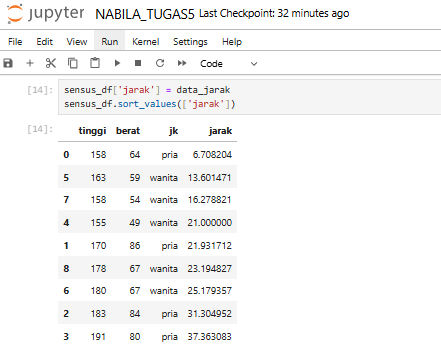 jupyter NABILA_TUGAS5 Last Checkpoint: 32 minutes ago
File Edit View Run Kernel Settings Help
Code
[14]: sensus_df['jarak'] = data_jarak
sensus_df.sort_values(['jarak'])
[14]: tinggi berat jk jarak
0 158 64 pria 6.708204
5 163 59 wanita 13.601471
7 158 54 wanita 16.278821
4 155 49 wanita 21.000000
1 170 86 pria 21.931712
8 178 67 wanita 23.194827
6 180 67 wanita 25.179357
2 183 84 pria 31.304952
3 191 80 pria 37.363083